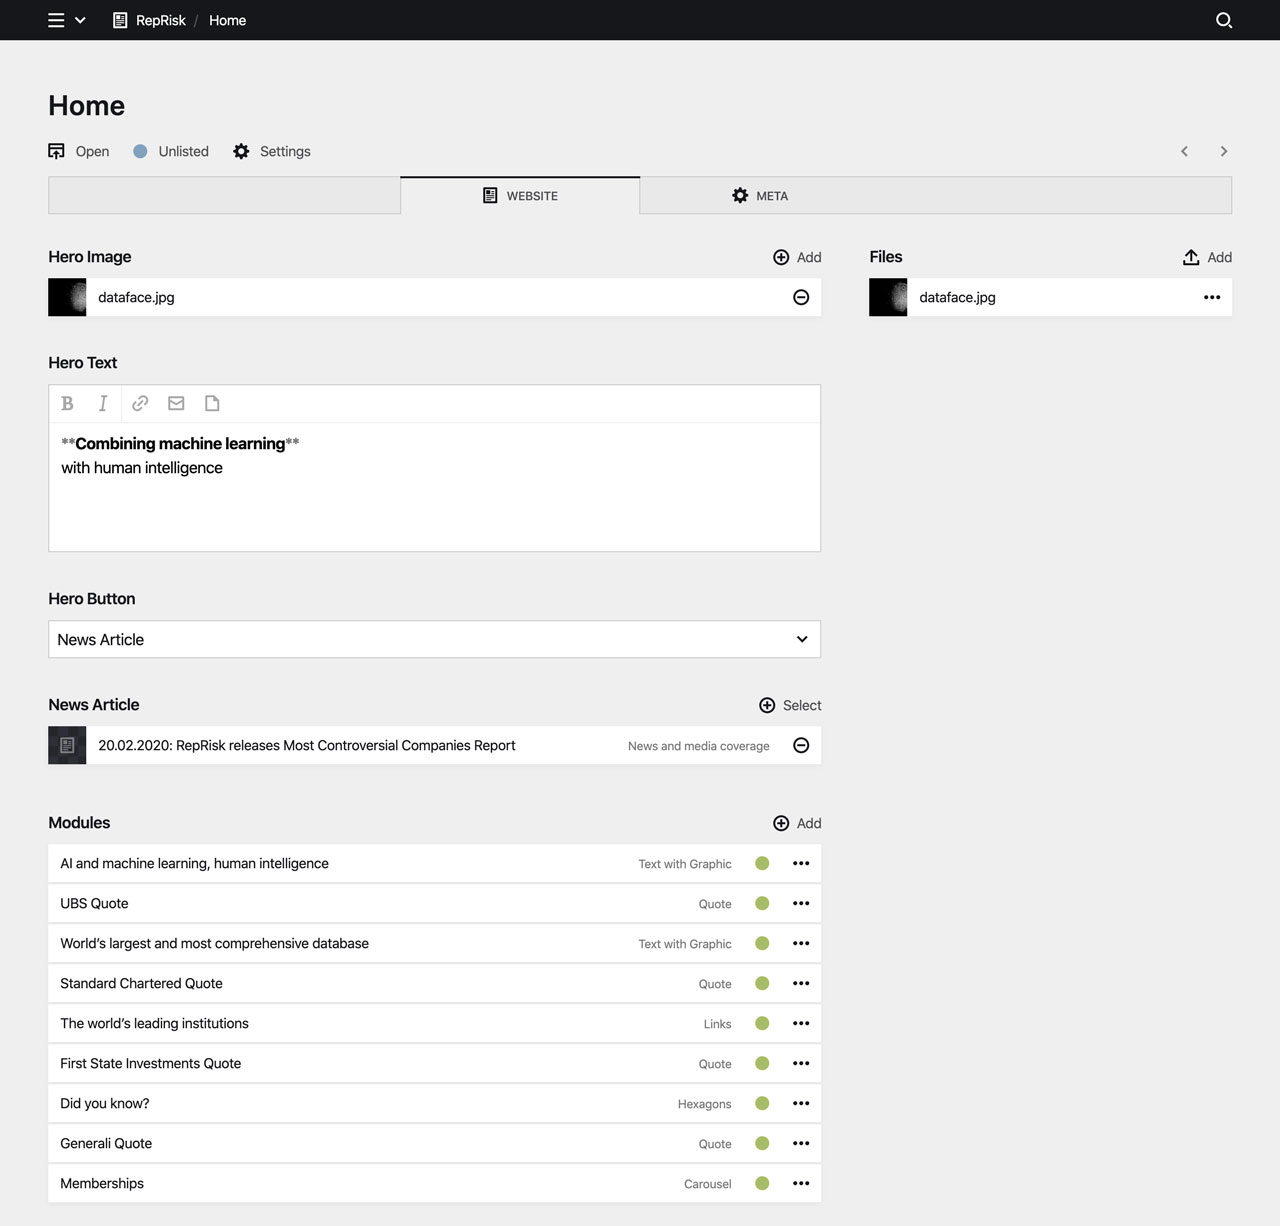 RepRisk / Home
Home
Open Unlisted Settings
WEBSITE META
Hero Image Add
dataface.jpg
Files Add
dataface.jpg
Hero Text
B I
**Combining machine learning**
with human intelligence
Hero Button
News Article
News Article Select
20.02.2020: RepRisk releases Most Controversial Companies Report News and media coverage
Modules Add
AI and machine learning, human intelligence Text with Graphic
UBS Quote Quote
World’s largest and most comprehensive database Text with Graphic
Standard Chartered Quote Quote
The world’s leading institutions Links
First State Investments Quote Quote
Did you know? Hexagons
Generali Quote Quote
Memberships Carousel